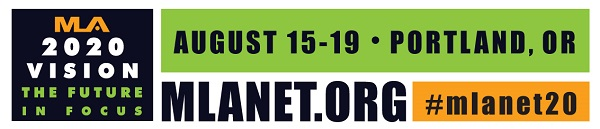 MLA
2020
VISION
THE FUTURE
IN FOCUS
AUGUST 15-19 • PORTLAND, OR
MLANET.ORG
#mlanet20